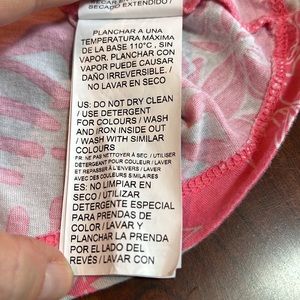 SECADO EXTENDIDO /
PLANCHAR A UNA
TEMPERATURA MÁXIMA
DE LA BASE 110°C , SIN
VAPOR. PLANCHAR CON
VAPOR PUEDE CAUSAR
DAÑO IRREVERSIBLE. /
NO LAVAR EN SECO
US: DO NOT DRY CLEAN
/ USE DETERGENT
FOR COLOURS / WASH
AND IRON INSIDE OUT
/ WASH WITH SIMILAR
COLOURS
FR: NE PAS NETTOYER À SEC / UTILISER
DÉTERGENT POUR COULEUR / LAVER
ET REPASSER À L'ENVERS / LAVER
AVEC DES COULEURS SIMILAIRES
ES: NO LIMPIAR EN
SECO / UTILIZAR
DETERGENTE ESPECIAL
PARA PRENDAS DE
COLOR / LAVAR Y
PLANCHAR LA PRENDA
POR EL LADO DEL
REVÉS / LAVAR CON